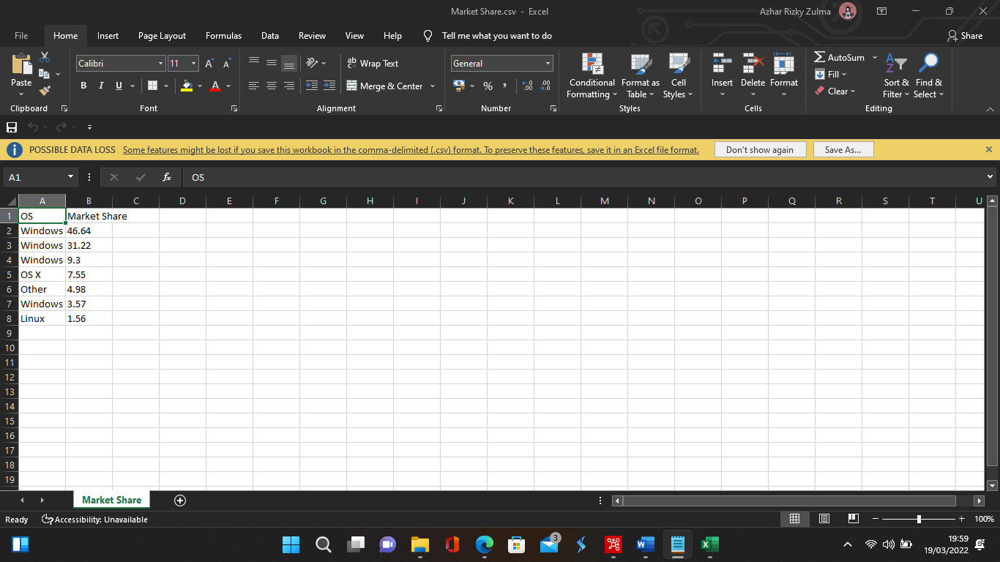 Market Share.csv - Excel
Azhar Rizky Zulma
File Home Insert Page Layout Formulas Data Review View Help Tell me what you want to do Share
Paste
Clipboard
Calibri 11
A A
B I U A
Font
ab Wrap Text
Merge & Center
Alignment
General
% , .00 .00
Number
Conditional Formatting
Format as Table
Cell Styles
Styles
Insert Delete Format
Cells
AutoSum
Fill
Clear
Sort & Filter
Find & Select
Editing
POSSIBLE DATA LOSS Some features might be lost if you save this workbook in the comma-delimited (.csv) format. To preserve these features, save it in an Excel file format. Don't show again Save As...
A1 fx OS
A B C D E F G H I J K L M N O P Q R S T U
1 OS Market Share
2 Windows 46.64
3 Windows 31.22
4 Windows 9.3
5 OS X 7.55
6 Other 4.98
7 Windows 3.57
8 Linux 1.56
9
10
11
12
13
14
15
16
17
18
19
Market Share
Ready Accessibility: Unavailable 100%
3
19:59
19/03/2022